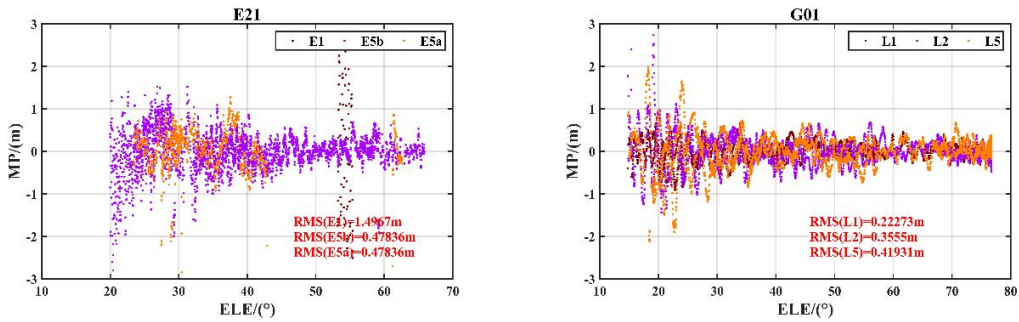 E21
E1 E5b E5a
3
2
1
0
-1
-2
-3
MP/(m)
RMS(E1)=1.4967m
RMS(E5b)=0.47836m
RMS(E5a)=0.47836m
10 20 30 40 50 60 70
ELE/(°)
G01
L1 L2 L5
3
2
1
0
-1
-2
-3
MP/(m)
RMS(L1)=0.22273m
RMS(L2)=0.3555m
RMS(L5)=0.41931m
10 20 30 40 50 60 70 80
ELE/(°)